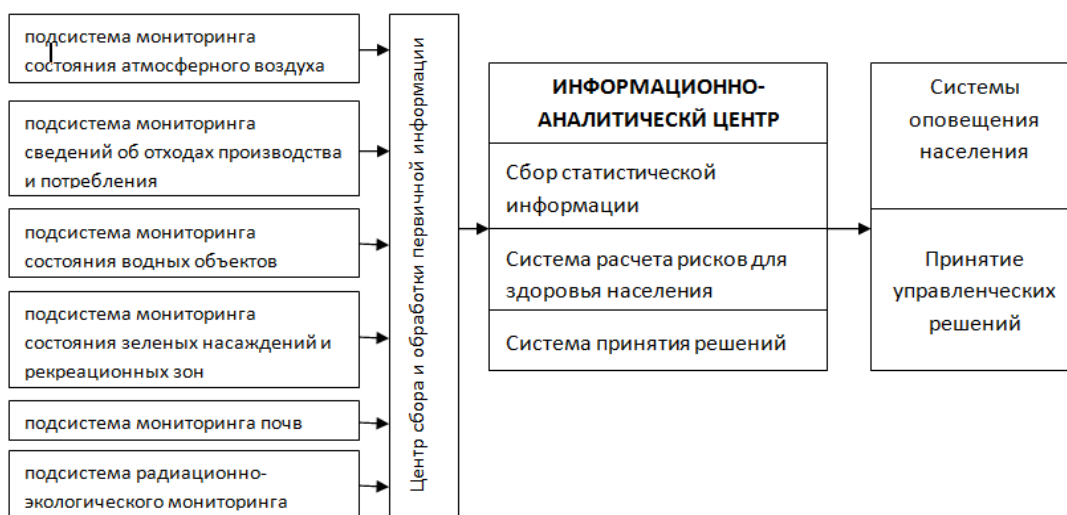 подсистема мониторинга
состояния атмосферного воздуха
подсистема мониторинга
сведений об отходах производства
и потребления
подсистема мониторинга
состояния водных объектов
подсистема мониторинга
состояния зеленых насаждений и
рекреационных зон
подсистема мониторинга почв
подсистема радиационно-
экологического мониторинга
Центр сбора и обработки первичной информации
ИНФОРМАЦИОННО-
АНАЛИТИЧЕСКЙ ЦЕНТР
Сбор статистической
информации
Система расчета рисков для
здоровья населения
Система принятия решений
Системы
оповещения
населения
Принятие
управленческих
решений